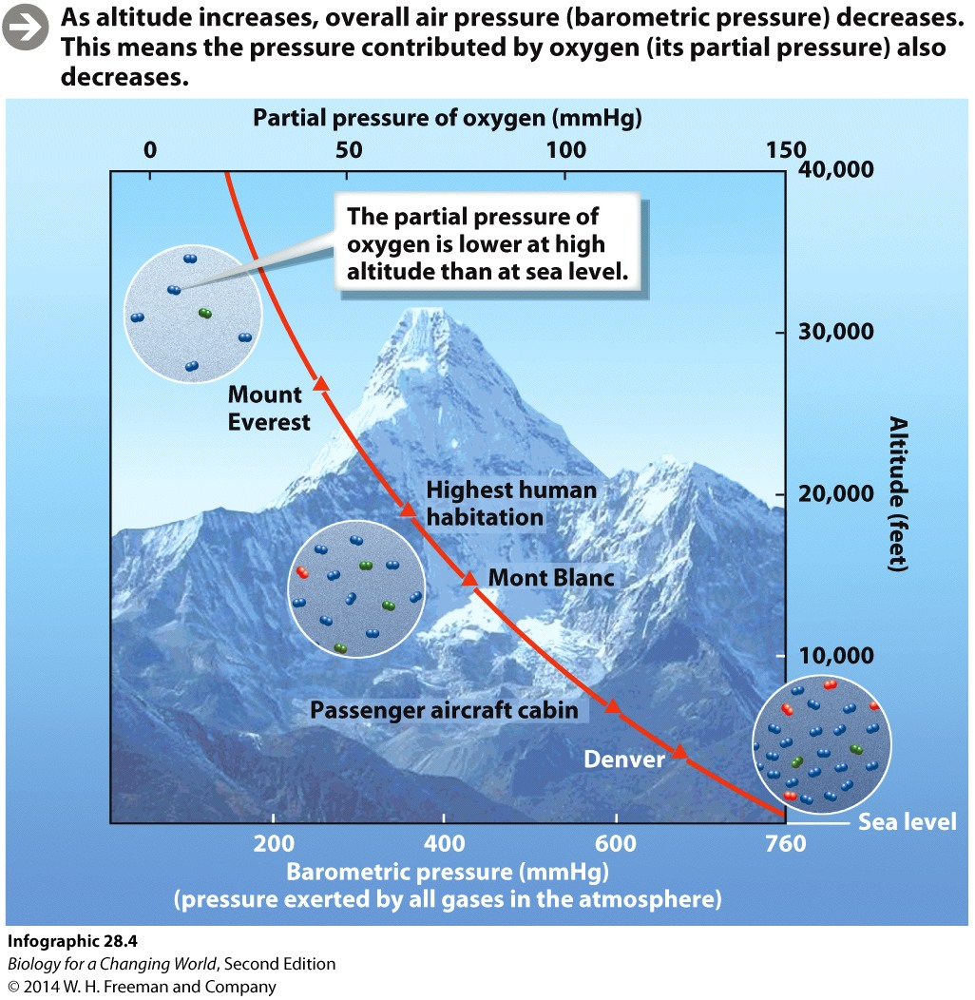 As altitude increases, overall air pressure (barometric pressure) decreases.
This means the pressure contributed by oxygen (its partial pressure) also
decreases.
Partial pressure of oxygen (mmHg)
0 50 100 150
40,000
The partial pressure of
oxygen is lower at high
altitude than at sea level.
30,000
Mount
Everest
Altitude (feet)
Highest human
habitation
20,000
Mont Blanc
10,000
Passenger aircraft cabin
Denver
Sea level
200 400 600 760
Barometric pressure (mmHg)
(pressure exerted by all gases in the atmosphere)
Infographic 28.4
Biology for a Changing World, Second Edition
© 2014 W. H. Freeman and Company